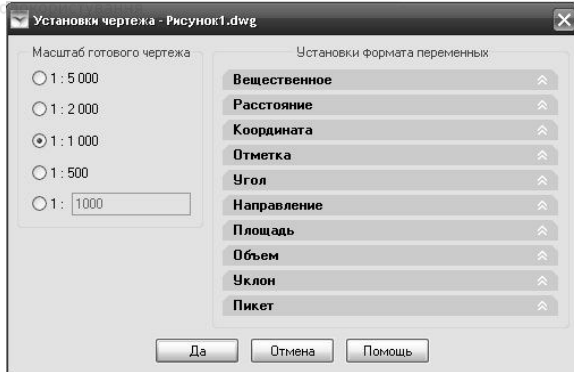 Установки чертежа - Рисунок1.dwg
Масштаб готового чертежа
1 : 5 000
1 : 2 000
1 : 1 000
1 : 500
1 : 1000
Установки формата переменных
Вещественное
Расстояние
Координата
Отметка
Угол
Направление
Площадь
Объем
Уклон
Пикет
Да Отмена Помощь